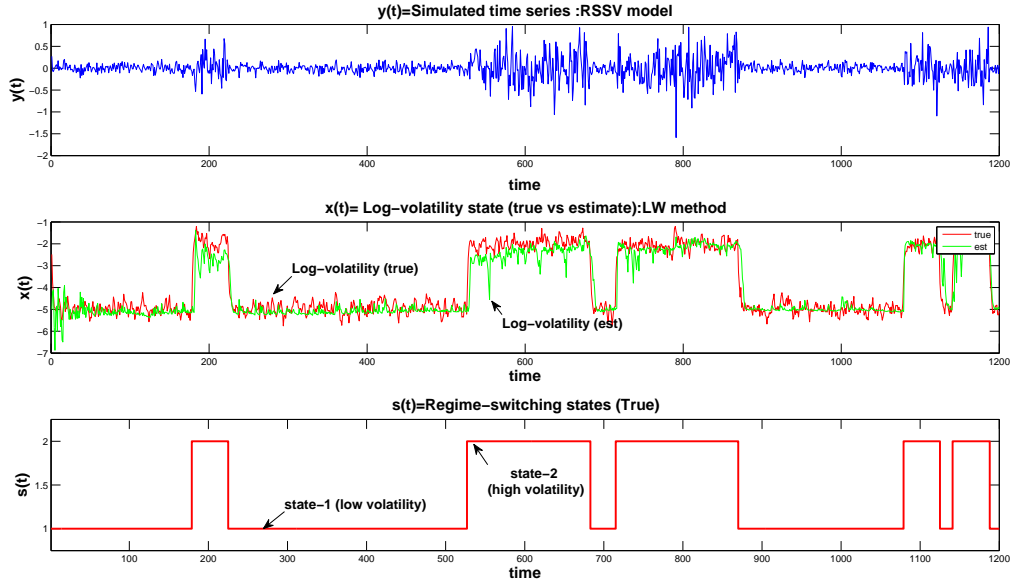 y(t)=Simulated time series :RSSV model
1
0.5
0
−0.5
−1
−1.5
−2
y(t)
0 200 400 600 800 1000 1200
time
x(t)= Log−volatility state (true vs estimate):LW method
−1
−2
−3
−4
−5
−6
−7
x(t)
true
est
Log−volatility (true)
Log−volatility (est)
0 200 400 600 800 1000 1200
time
s(t)=Regime−switching states (True)
2
1.5
1
s(t)
state−2
(high volatility)
state−1 (low volatility)
100 200 300 400 500 600 700 800 900 1000 1100 1200
time